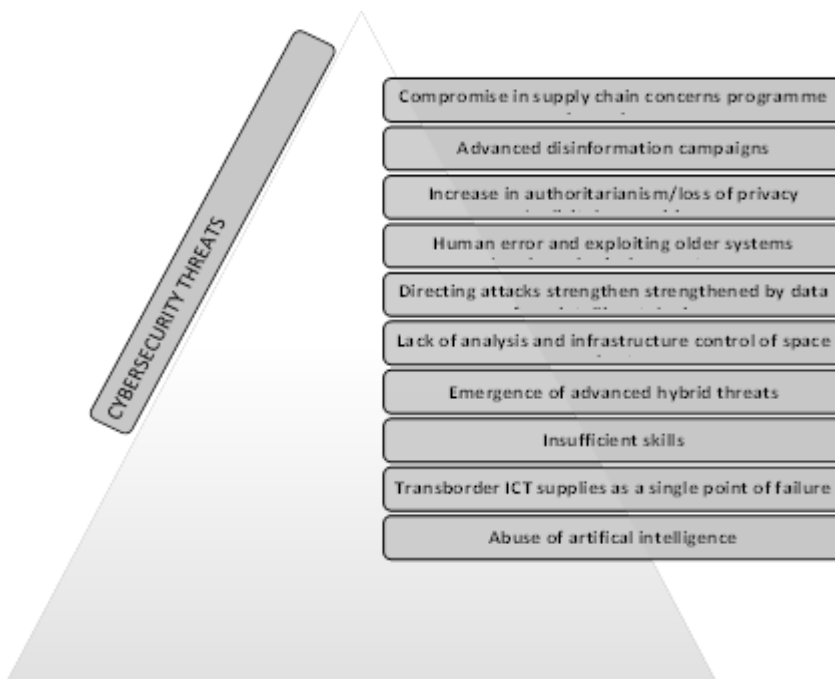 CYBERSECURITY THREATS
Compromise in supply chain concerns programme
Advanced disinformation campaigns
Increase in authoritarianism/loss of privacy
Human error and exploiting older systems
Directing attacks strengthen strengthened by data
Lack of analysis and infrastructure control of space
Emergence of advanced hybrid threats
Insufficient skills
Transborder ICT supplies as a single point of failure
Abuse of artifical intelligence